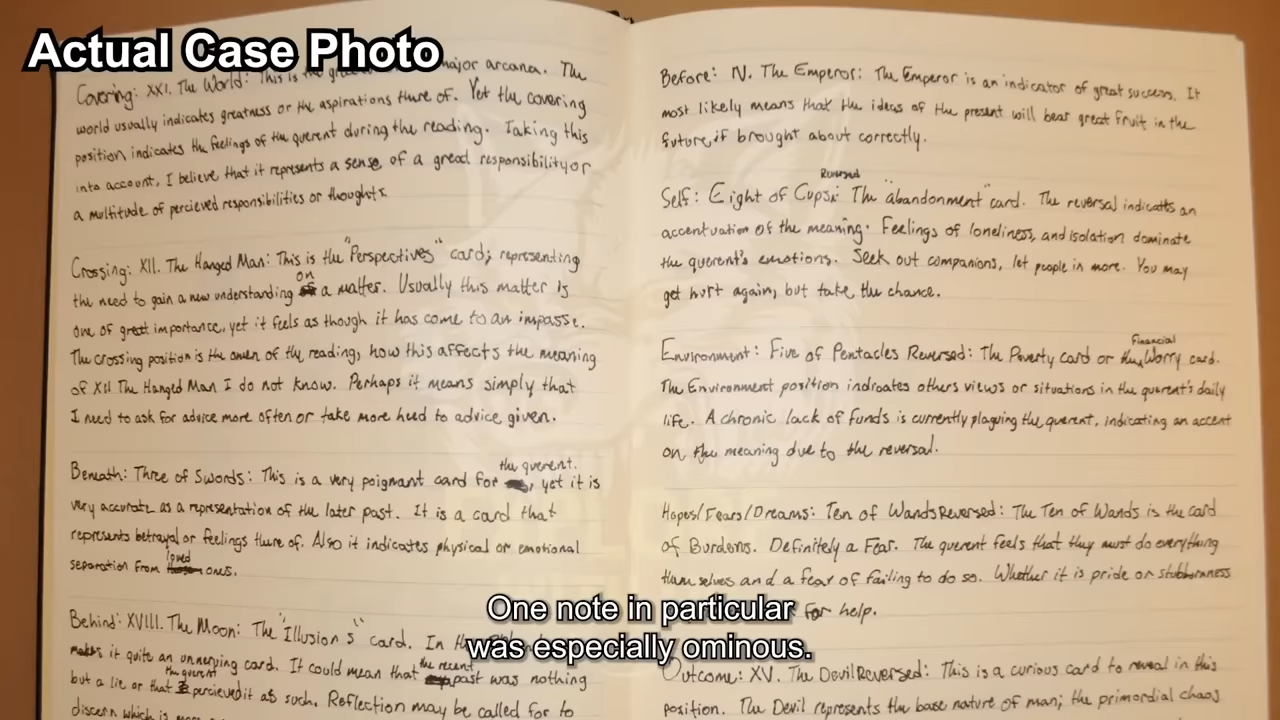 Actual Case Photo
Covering: XXI. The World: This is the major arcana. The
world usually indicates greatness or the aspirations there of. Yet the covering
position indicates the feelings of the querent during the reading. Taking this
into account, I believe that it represents a sense of a great responsibility or
a multitude of percieved responsibilities or thoughts.
Crossing: XII. The Hanged Man: This is the "Perspectives" card; representing
the need to gain a new understanding on a matter. Usually this matter is
one of great importance, yet it feels as though it has come to an impasse.
The crossing position is the omen of the reading, how this affects the meaning
of XII The Hanged Man I do not know. Perhaps it means simply that
I need to ask for advice more often or take more heed to advice given.
Beneath: Three of Swords: This is a very poignant card for the querent, yet it is
very accurate as a representation of the later past. It is a card that
represents betrayal or feelings there of. Also it indicates physical or emotional
separation from loved ones.
Behind: XVIII. The Moon: The "Illusions" card. In
makes it quite an unnerving card. It could mean that the recent past was nothing
but a lie or that the querent percieved it as such. Reflection may be called for to
discern which is
Before: IV. The Emperor: The Emperor is an indicator of great success. It
most likely means that the ideas of the present will bear great fruit in the
future, if brought about correctly.
Self: Eight of Cups Reversed: The "abandonment" card. The reversal indicates an
accentuation of the meaning. Feelings of loneliness, and isolation dominate
the querent's emotions. Seek out companions, let people in more. You may
get hurt again, but take the chance.
Environment: Five of Pentacles Reversed: The Poverty card or the Financial Worry card.
The Environment position indicates others views or situations in the querent's daily
life. A chronic lack of funds is currently plaguing the querent, indicating an accent
on the meaning due to the reversal.
Hopes/Fears/Dreams: Ten of Wands Reversed: The Ten of Wands is the card
of Burdens. Definitely a Fear. The querent feels that they must do everything
themselves and a fear of failing to do so. Whether it is pride or stubbornness
for help.
Outcome: XV. The Devil Reversed: This is a curious card to reveal in this
position. The Devil represents the base nature of man; the primordial chaos
One note in particular
was especially ominous.